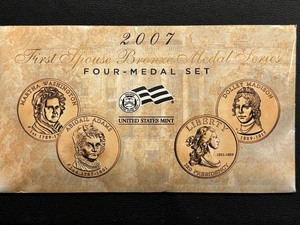 2007
First Spouse Bronze Medal Series
FOUR-MEDAL SET
MARTHA WASHINGTON
ABIGAIL ADAMS
UNITED STATES MINT
LIBERTY
DOLLEY MADISON